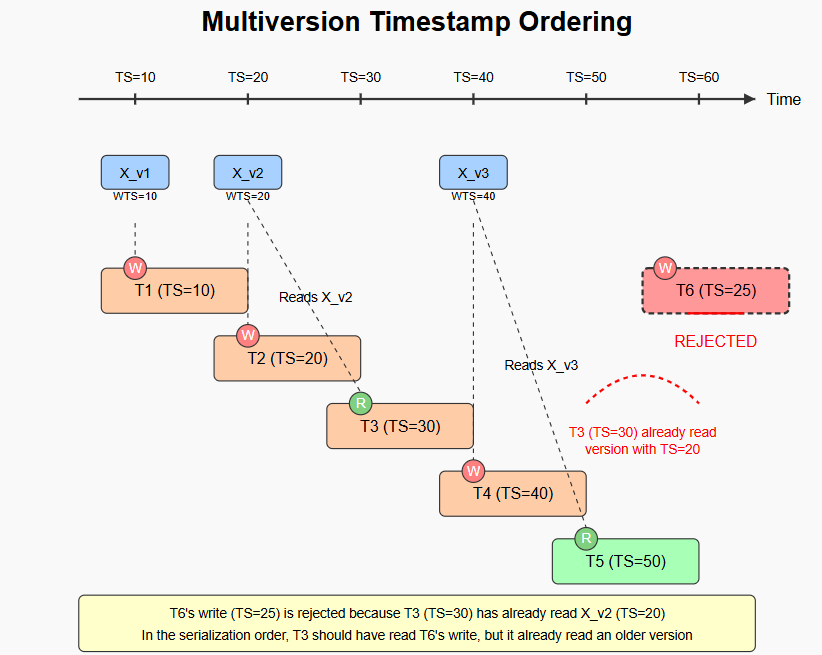 Multiversion Timestamp Ordering
TS=10 TS=20 TS=30 TS=40 TS=50 TS=60
Time
X_v1 X_v2 X_v3
WTS=10 WTS=20 WTS=40
W W
T1 (TS=10) T6 (TS=25)
Reads X_v2
W
REJECTED
T2 (TS=20)
Reads X_v3
R
T3 (TS=30)
T3 (TS=30) already read
version with TS=20
W
T4 (TS=40)
R
T5 (TS=50)
T6's write (TS=25) is rejected because T3 (TS=30) has already read X_v2 (TS=20)
In the serialization order, T3 should have read T6's write, but it already read an older version